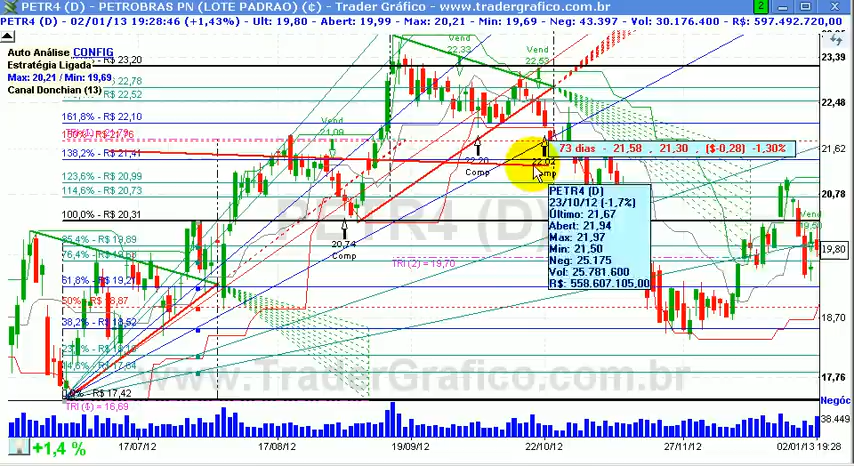 PETR4 (D) - PETROBRAS PN (LOTE PADRAO) (¢) - Trader Gráfico - www.tradergrafico.com.br
2
PETR4 (D) - 02/01/13 19:28:46 (+1,43%) - Ult: 19,80 - Abert: 19,99 - Max: 20,21 - Min: 19,69 - Neg: 43.397 - Vol: 30.176.400 - R$: 597.492.720,00
Auto Análise CONFIG
Estratégia Ligada
Max: 20,21 / Min: 19,69
Canal Donchian (13)
R$ 23,20
R$ 22,78
R$ 22,52
161,8% - R$ 22,10
138,2% - R$ 21,41
123,6% - R$ 20,99
114,6% - R$ 20,73
100,0% - R$ 20,31
R$ 19,89
76,4% - R$ 19,58
50% - R$ 18,87
38,2% - R$ 18,52
R$ 17,42
TRI (4) = 16,69
Vend
21,09
Vend
22,33
Vend
22,53
20,74
Comp
22,20
Comp
22,02
TRI (2) = 19,70
73 dias - 21,58 , 21,30 , ($-0,28) -1,30%
PETR4 (D)
23/10/12 (-1,7%)
Último: 21,67
Abert: 21,94
Max: 21,97
Min: 21,50
Neg: 25.175
Vol: 25.781.600
R$: 558.607.105,00
Vend
19,50
PETR4 (D)
www.TraderGrafico.com.br
23,39
22,48
21,62
20,78
19,80
18,70
17,76
Negóc
38.449
+1,4 %
17/07/12
17/08/12
19/09/12
22/10/12
27/11/12
02/01/13 19:28